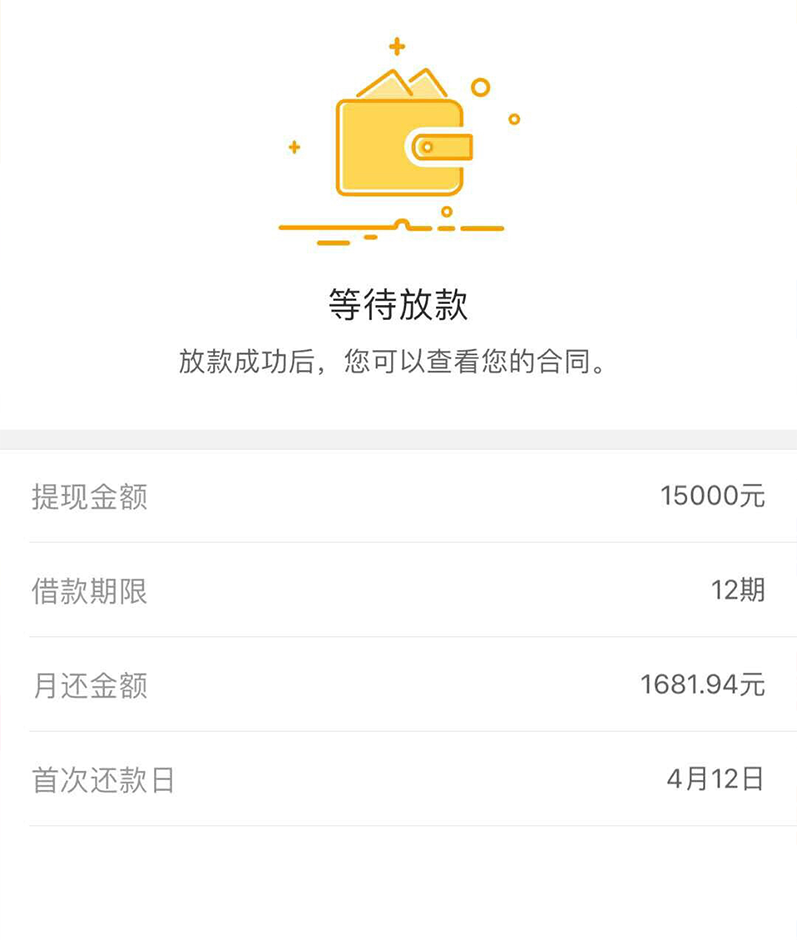 等待放款
放款成功后，您可以查看您的合同。
提现金额 15000元
借款期限 12期
月还金额 1681.94元
首次还款日 4月12日